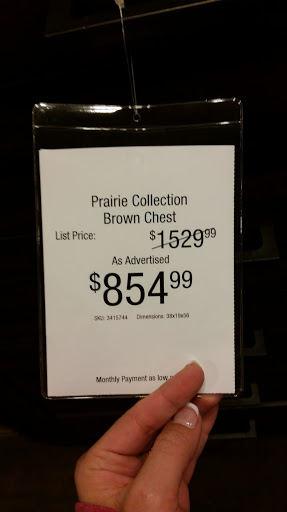 Prairie Collection
Brown Chest
List Price: $1529.99
As Advertised
$854.99
SKU: 3415744 Dimensions: 38x19x56
Monthly Payment as low